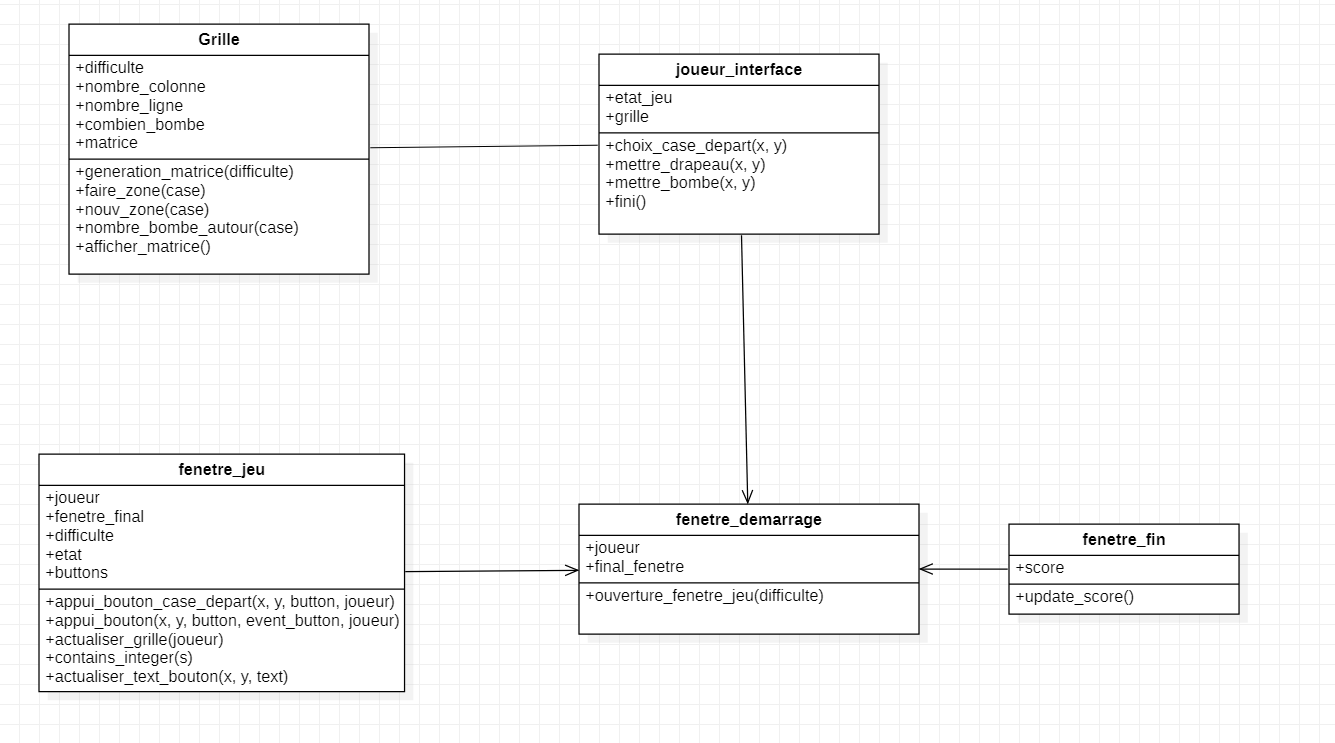 Grille
+difficulte
+nombre_colonne
+nombre_ligne
+combien_bombe
+matrice
+generation_matrice(difficulte)
+faire_zone(case)
+nouv_zone(case)
+nombre_bombe_autour(case)
+afficher_matrice()
joueur_interface
+etat_jeu
+grille
+choix_case_depart(x, y)
+mettre_drapeau(x, y)
+mettre_bombe(x, y)
+fini()
fenetre_jeu
+joueur
+fenetre_final
+difficulte
+etat
+buttons
+appui_bouton_case_depart(x, y, button, joueur)
+appui_bouton(x, y, button, event_button, joueur)
+actualiser_grille(joueur)
+contains_integer(s)
+actualiser_text_bouton(x, y, text)
fenetre_demarrage
+joueur
+final_fenetre
+ouverture_fenetre_jeu(difficulte)
fenetre_fin
+score
+update_score()